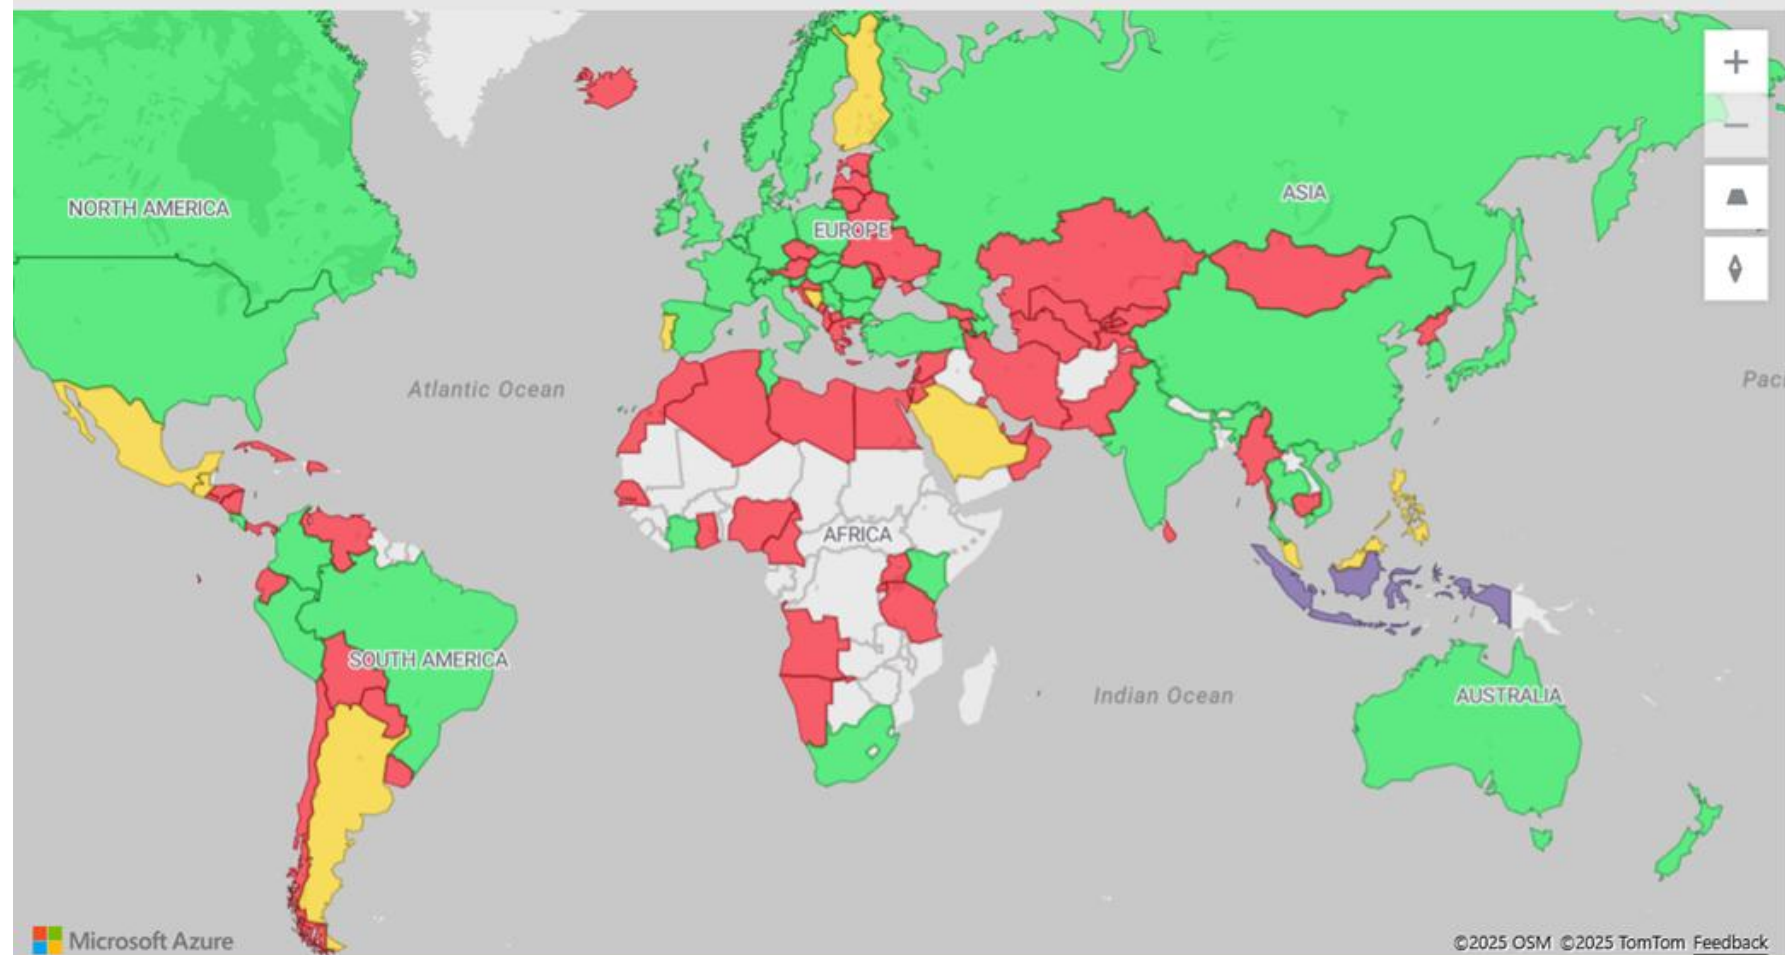 NORTH AMERICA
ASIA
EUROPE
Atlantic Ocean
Paci
AFRICA
SOUTH AMERICA
Indian Ocean
AUSTRALIA
Microsoft Azure
©2025 OSM ©2025 TomTom Feedback